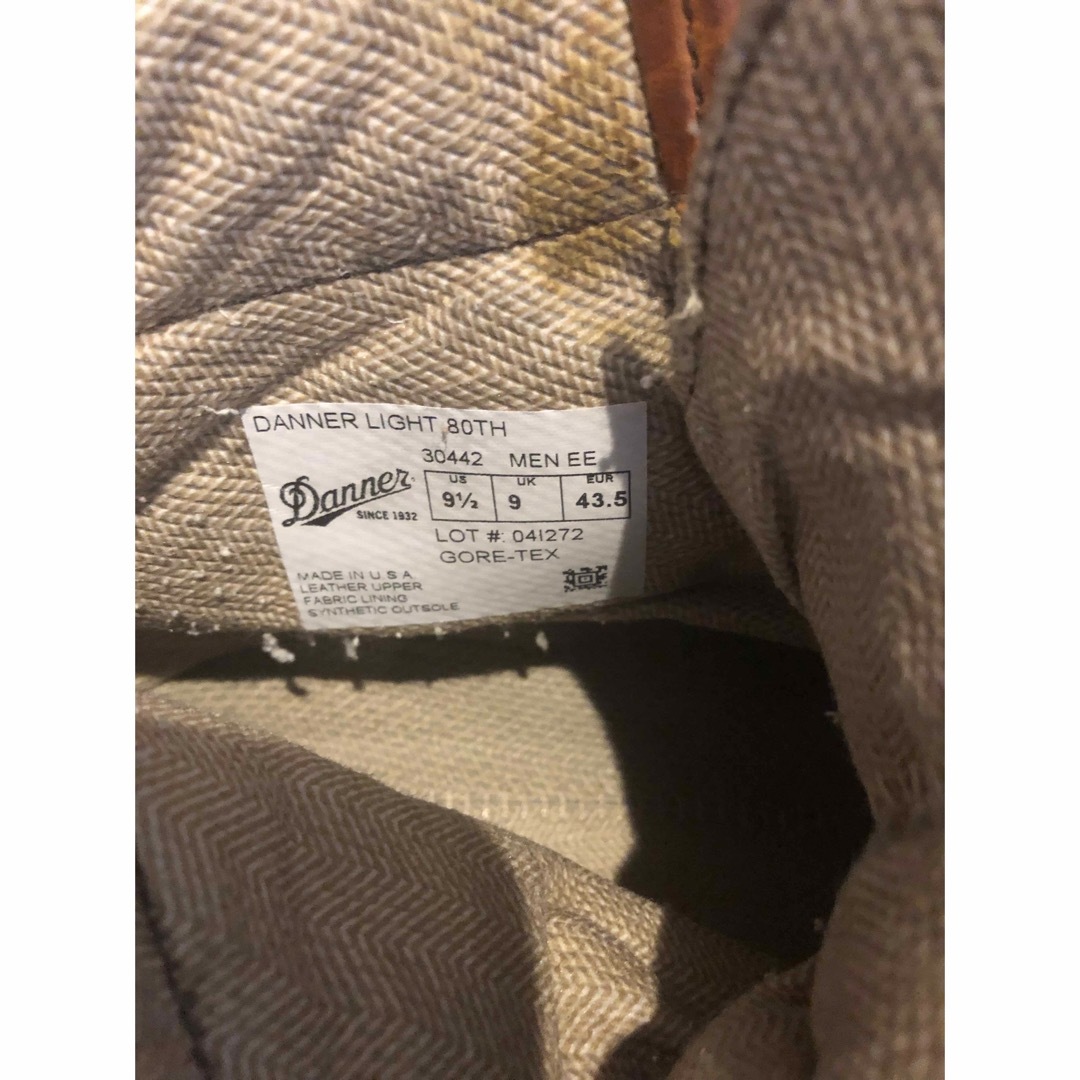 DANNER LIGHT 80TH
30442 MEN EE
Danner
SINCE 1932
US UK EUR
9½ 9 43.5
LOT #: 041272
GORE-TEX
MADE IN U.S.A.
LEATHER UPPER
FABRIC LINING
SYNTHETIC OUTSOLE